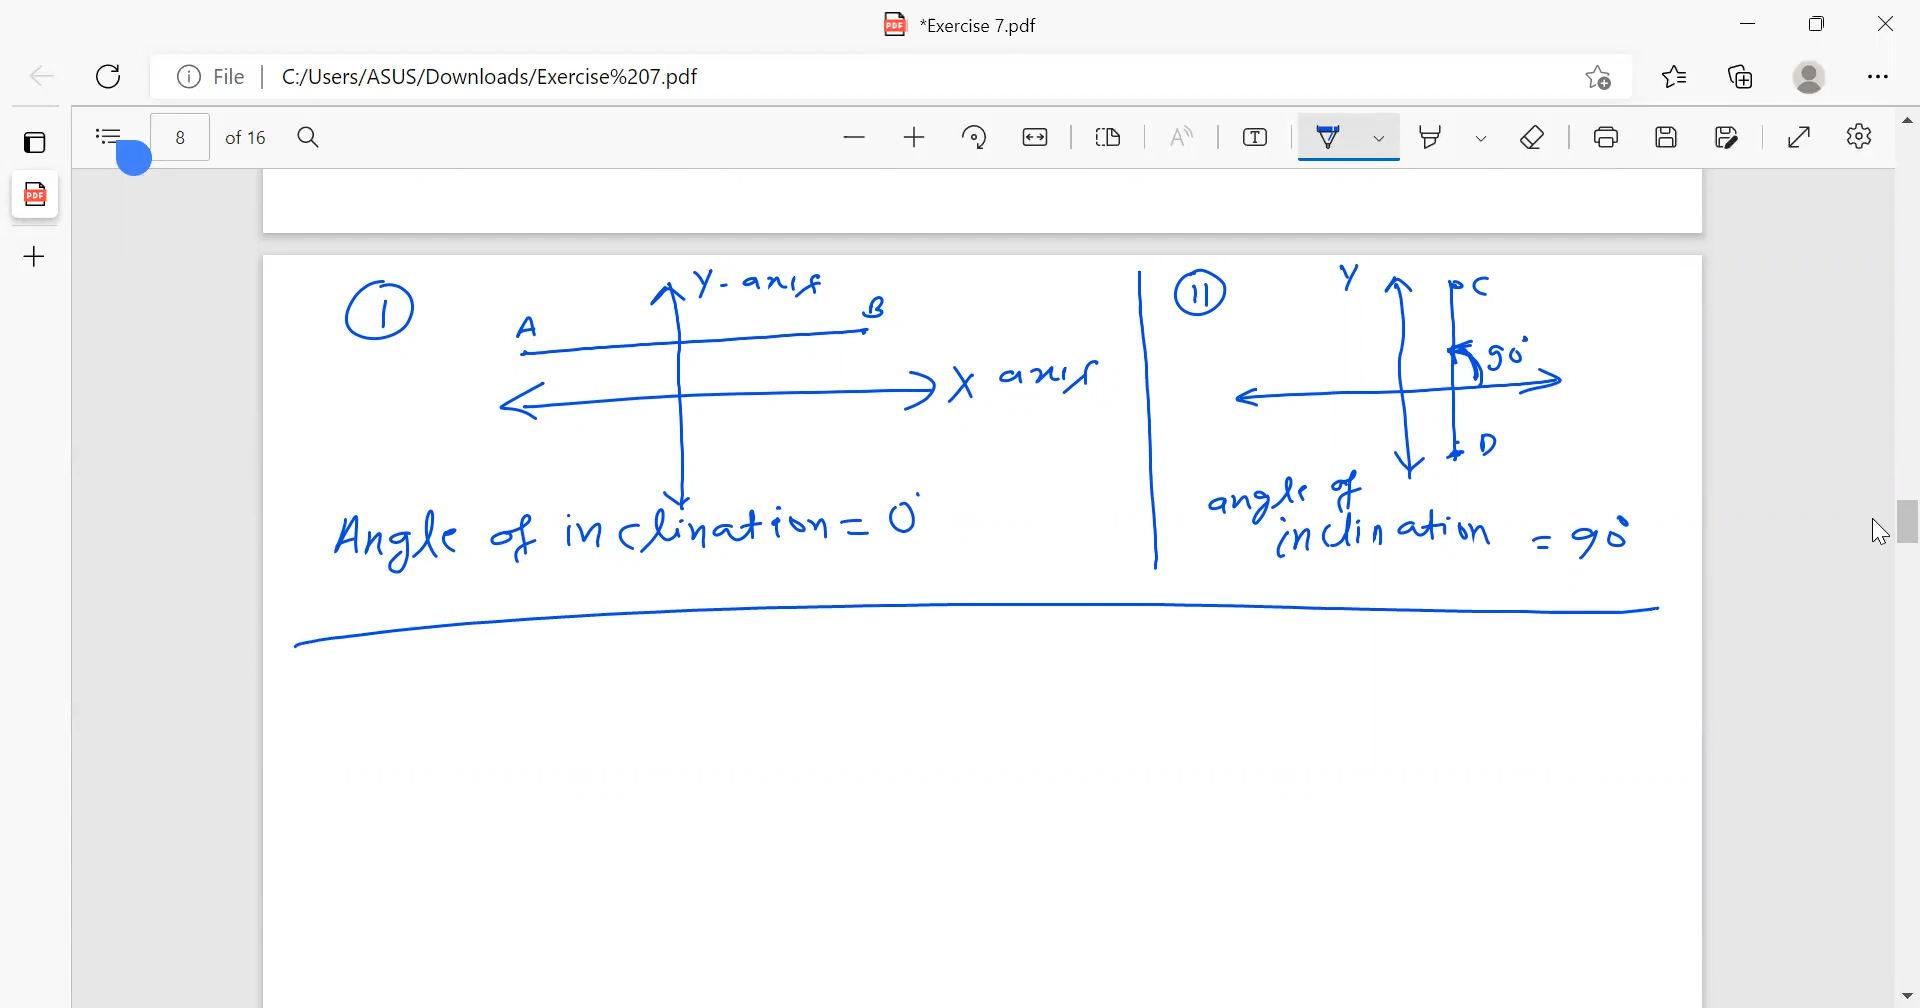 *Exercise 7.pdf
File
C:/Users/ASUS/Downloads/Exercise%207.pdf
8 of 16
I
Y-axis
A
B
X axis
Angle of inclination = 0°
II
Y
C
90°
D
angle of
inclination = 90°